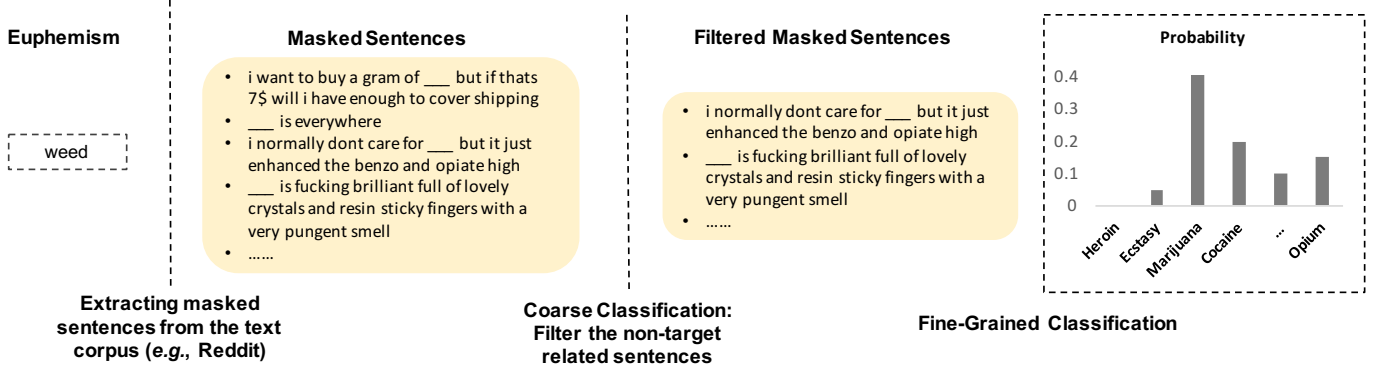 Euphemism
weed
Extracting masked
sentences from the text
corpus (e.g., Reddit)
Masked Sentences
• i want to buy a gram of ___ but if thats
7$ will i have enough to cover shipping
• ___ is everywhere
• i normally dont care for ___ but it just
enhanced the benzo and opiate high
• ___ is fucking brilliant full of lovely
crystals and resin sticky fingers with a
very pungent smell
• ......
Coarse Classification:
Filter the non-target
related sentences
Filtered Masked Sentences
• i normally dont care for ___ but it just
enhanced the benzo and opiate high
• ___ is fucking brilliant full of lovely
crystals and resin sticky fingers with a
very pungent smell
• ......
Fine-Grained Classification
Probability
0.4
0.3
0.2
0.1
0
Heroin
Ecstasy
Marijuana
Cocaine
...
Opium